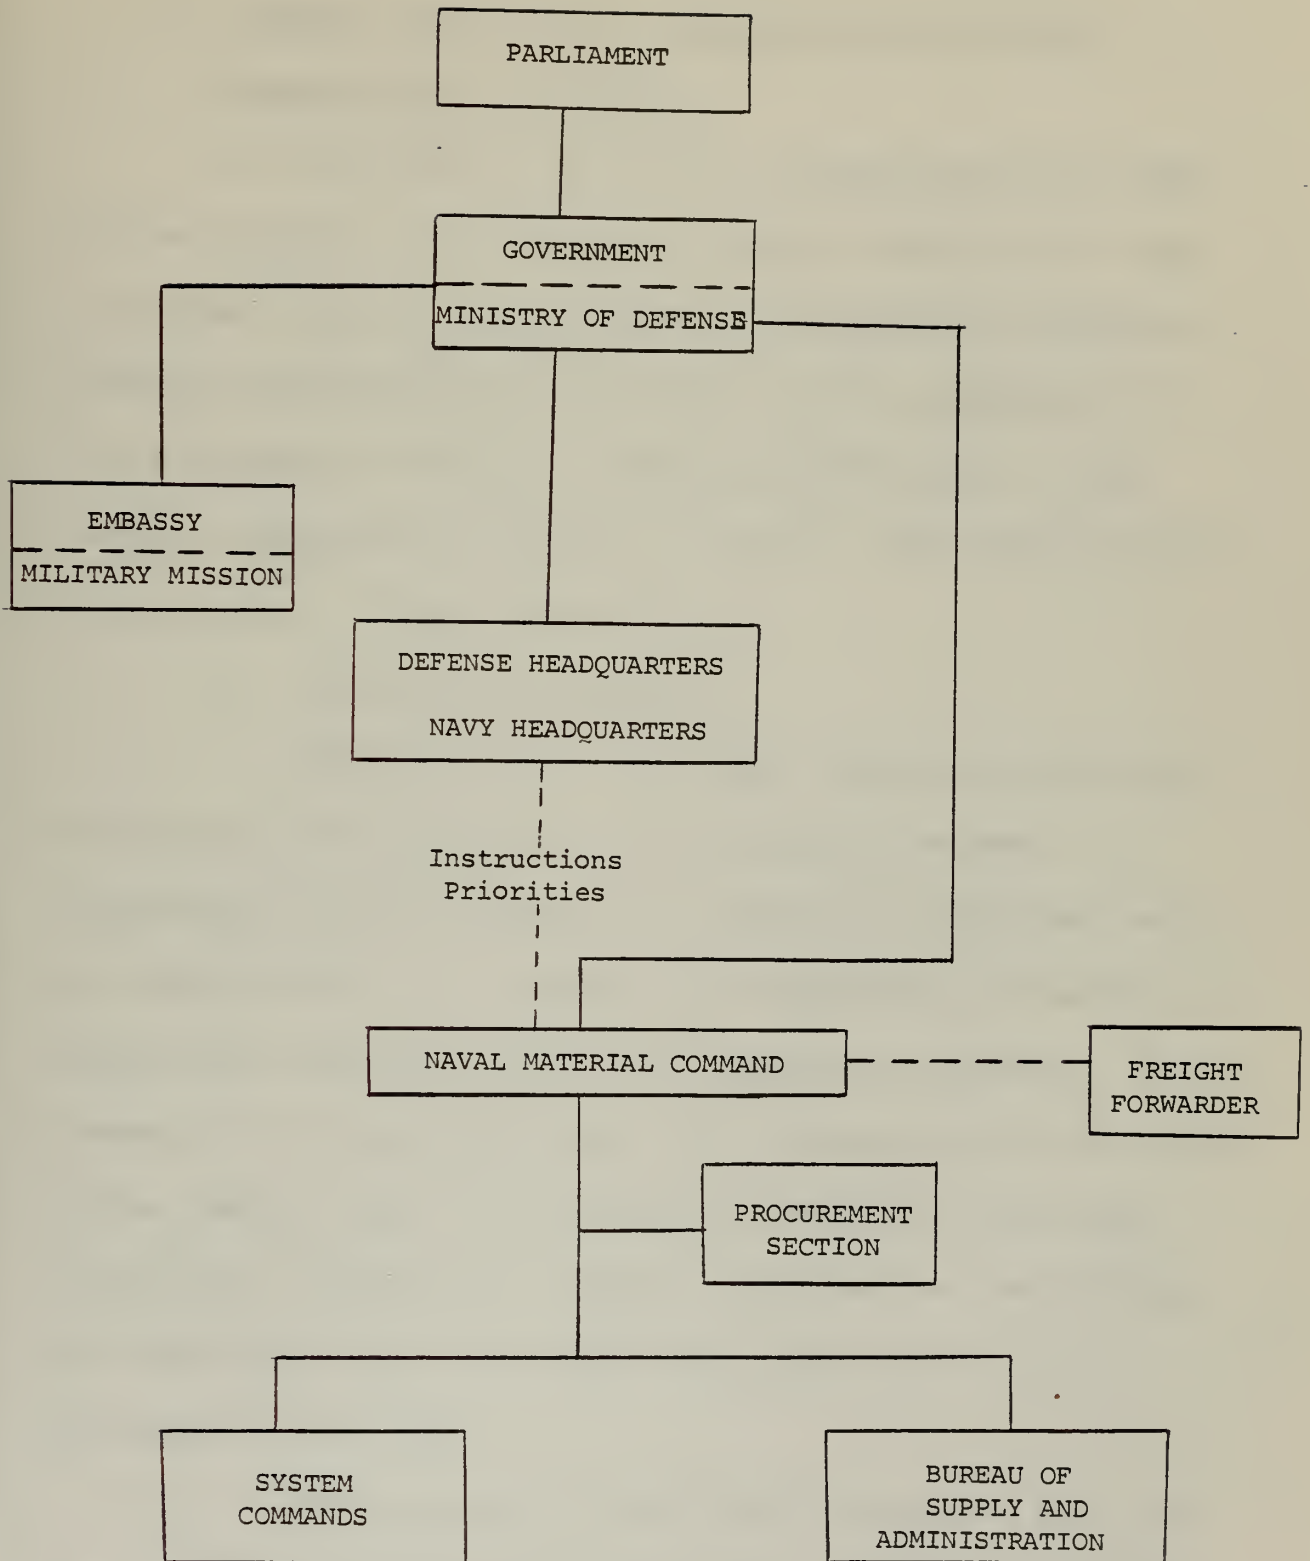 PARLIAMENT
GOVERNMENT
MINISTRY OF DEFENSE
EMBASSY
MILITARY MISSION
DEFENSE HEADQUARTERS
NAVY HEADQUARTERS
Instructions
Priorities
NAVAL MATERIAL COMMAND
FREIGHT
FORWARDER
PROCUREMENT
SECTION
SYSTEM
COMMANDS
BUREAU OF
SUPPLY AND
ADMINISTRATION